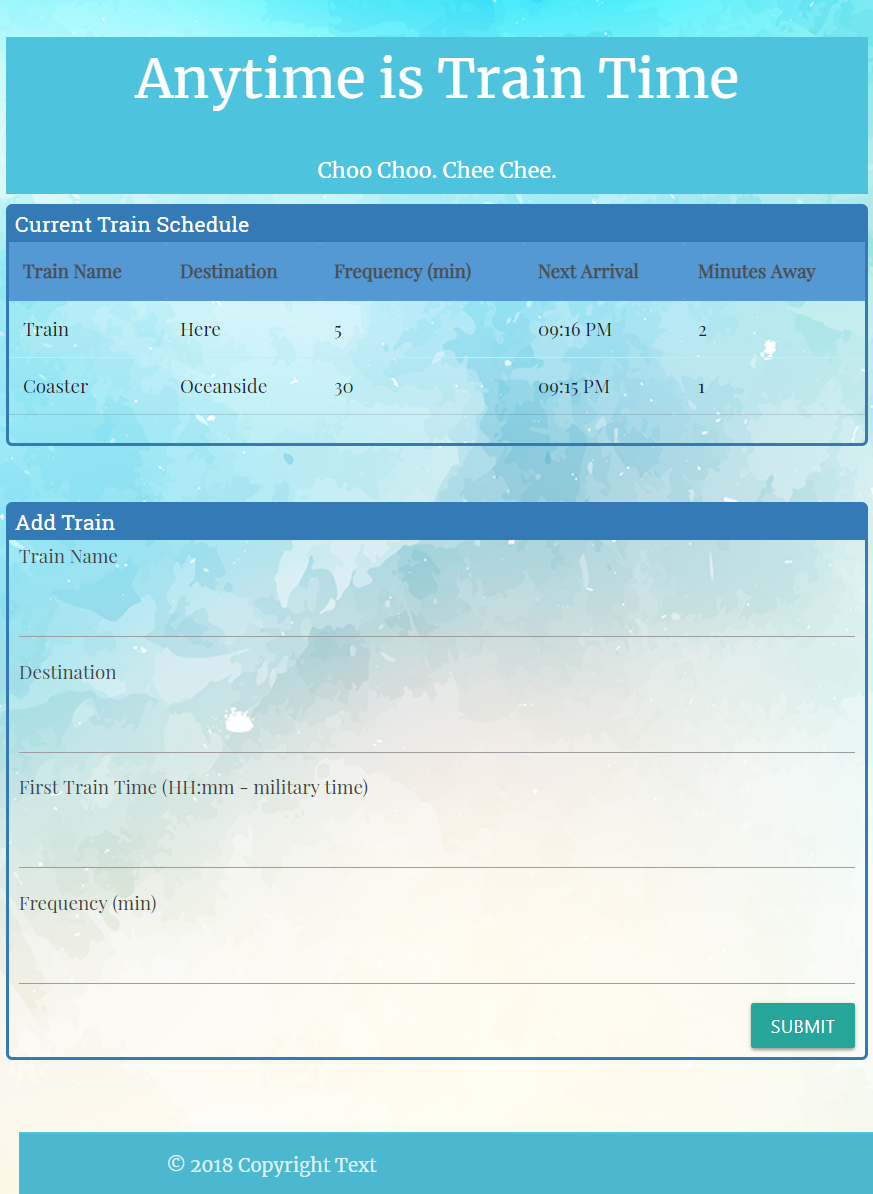 Anytime is Train Time
Choo Choo. Chee Chee.
Current Train Schedule
Train Name Destination Frequency (min) Next Arrival Minutes Away
Train Here 5 09:16 PM 2
Coaster Oceanside 30 09:15 PM 1
Add Train
Train Name
Destination
First Train Time (HH:mm - military time)
Frequency (min)
SUBMIT
© 2018 Copyright Text